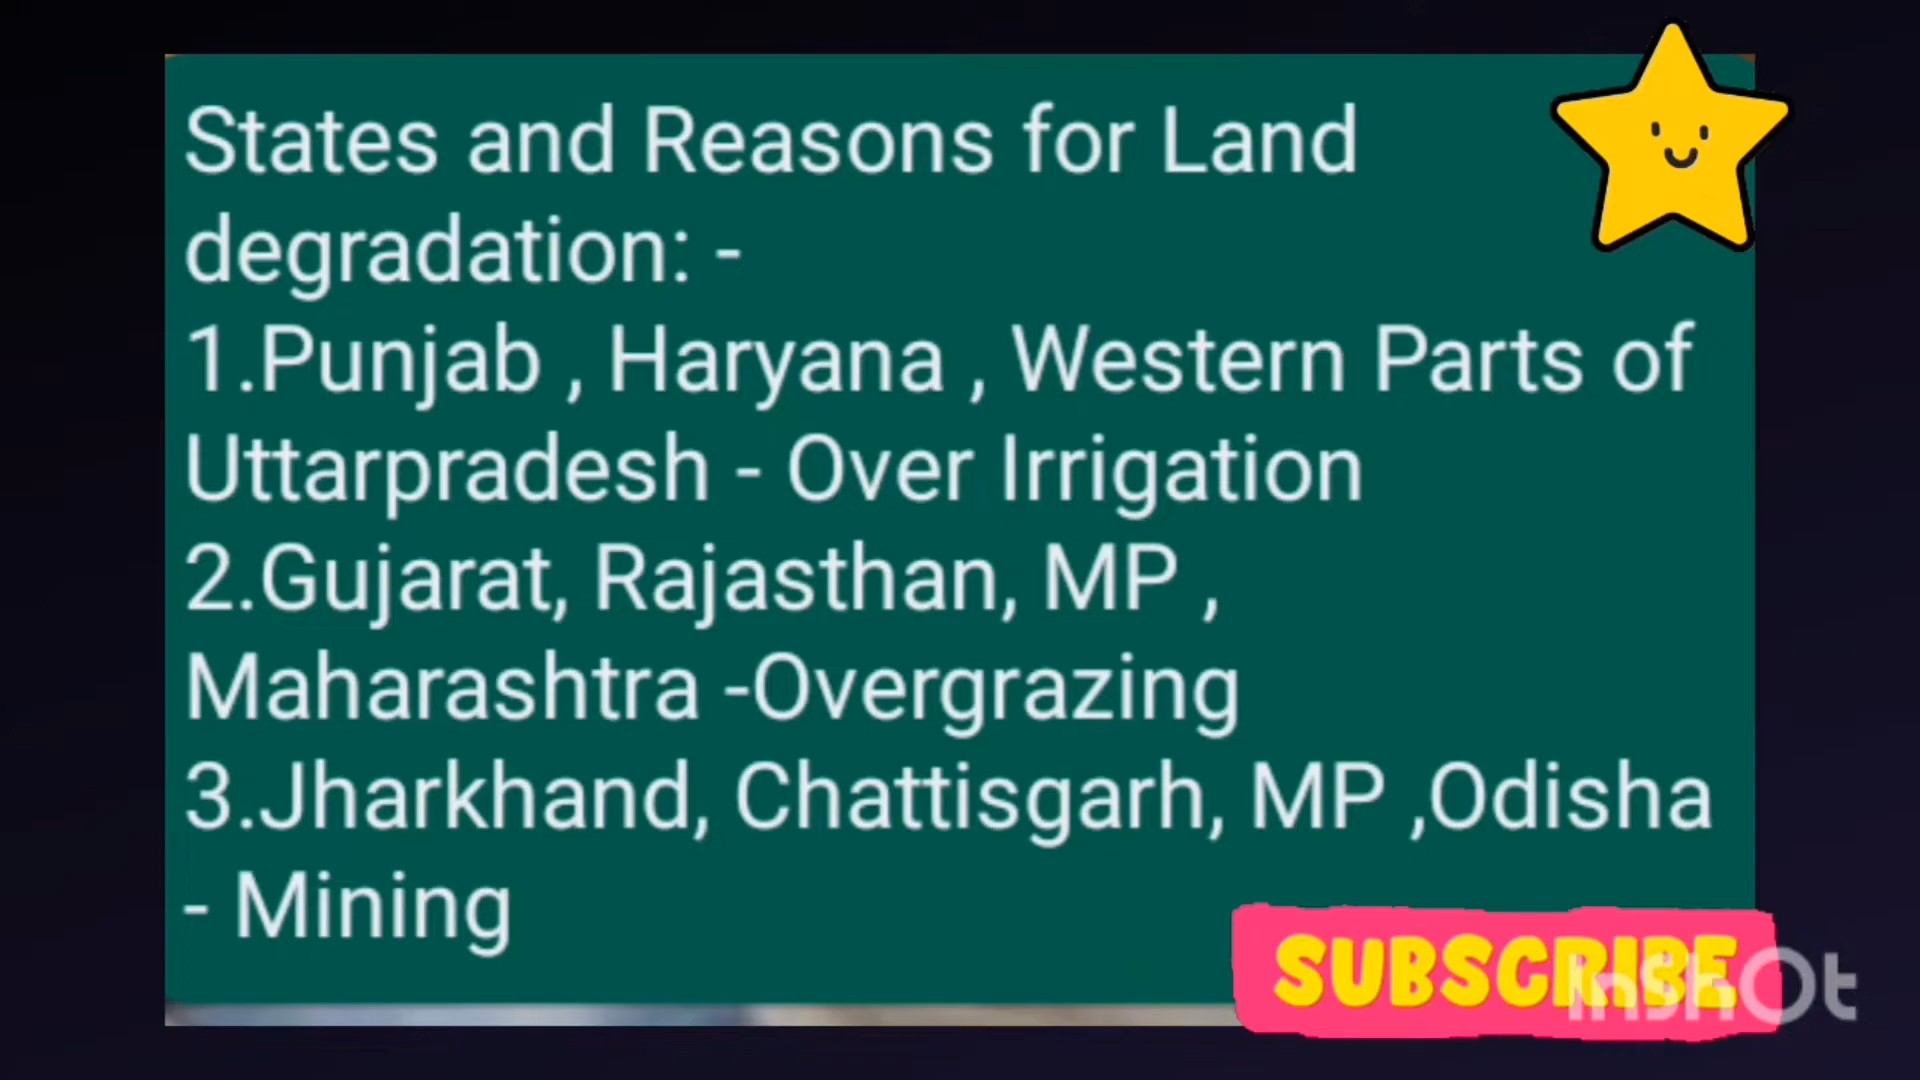 States and Reasons for Land
degradation: -
1.Punjab , Haryana , Western Parts of
Uttarpradesh - Over Irrigation
2.Gujarat, Rajasthan, MP ,
Maharashtra -Overgrazing
3.Jharkhand, Chattisgarh, MP ,Odisha
- Mining
SUBSCRIBE
InShOt